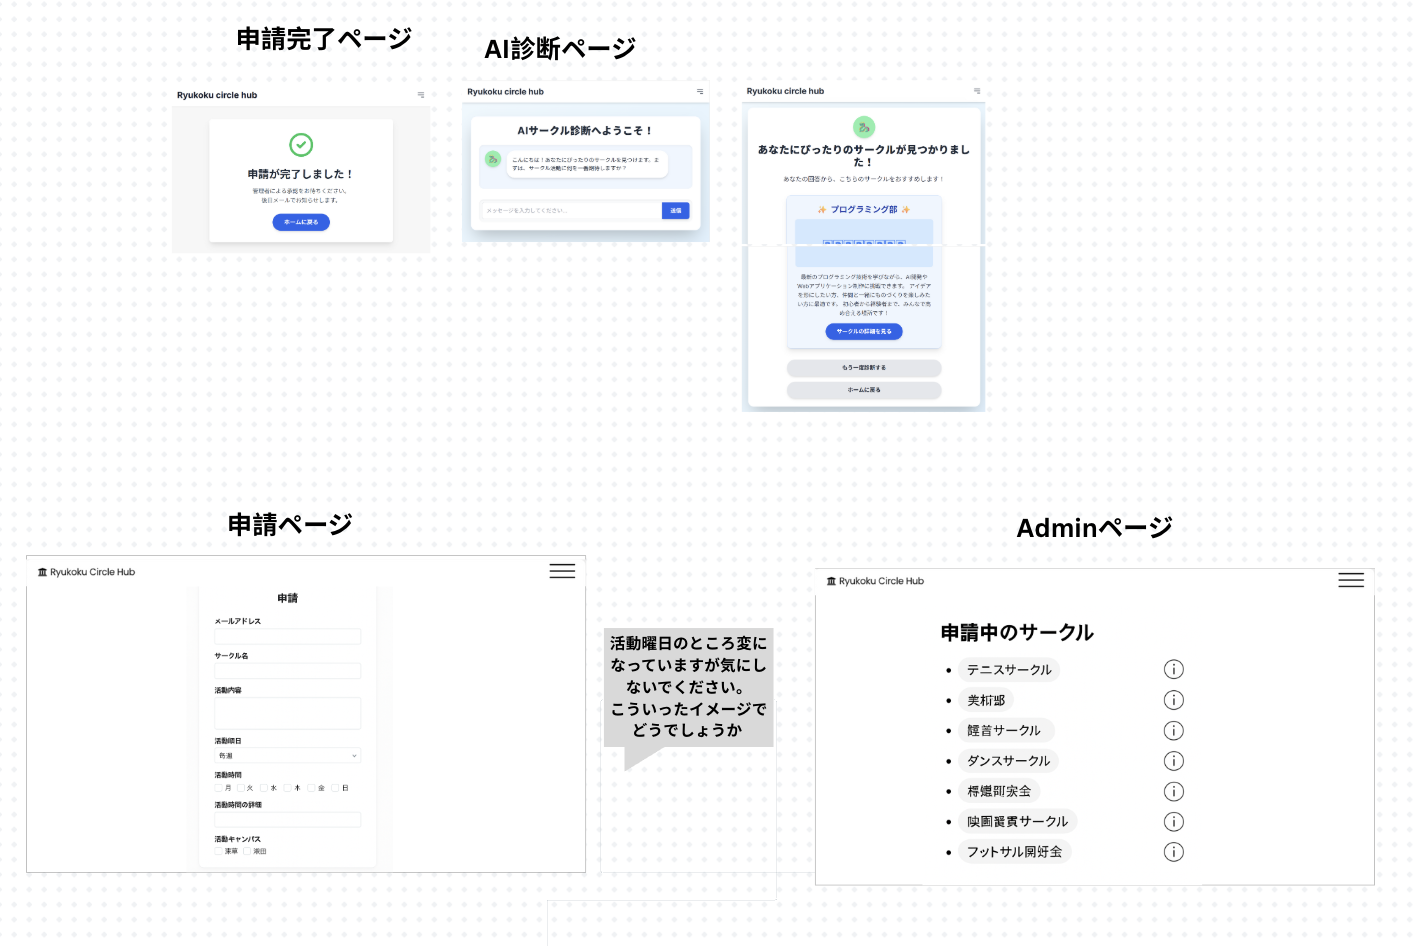 申請完了ページ
AI診断ページ
Ryukoku circle hub
申請が完了しました！
管理者による承認をお待ちください。
後日メールでお知らせします。
ホームに戻る
Ryukoku circle hub
AIサークル診断へようこそ！
こんにちは！あなたにぴったりのサークルを見つけます。ま
ずは、サークル活動に何を一番期待しますか？
メッセージを入力してください...
送信
Ryukoku circle hub
あなたにぴったりのサークルが見つかりまし
た！
あなたの回答から、こちらのサークルをおすすめします！
✨ プログラミング部 ✨
最新のプログラミング技術を学びながら、AI開発や
Webアプリケーション制作に挑戦できます。 アイデア
を形にしたい方、仲間と一緒にものづくりを楽しみた
い方に最適です。 初心者から経験者まで、みんなで高
め合える場所です！
サークルの詳細を見る
もう一度診断する
ホームに戻る
申請ページ
Ryukoku Circle Hub
申請
メールアドレス
サークル名
活動内容
活動曜日
毎週
活動時間
月 火 水 木 金 日
活動時間の詳細
活動キャンパス
深草 瀬田
活動曜日のところ変に
なっていますが気にし
ないでください。
こういったイメージで
どうでしょうか
Adminページ
Ryukoku Circle Hub
申請中のサークル
テニスサークル
美術部
サークル
ダンスサークル
サークル
フットサル同好会